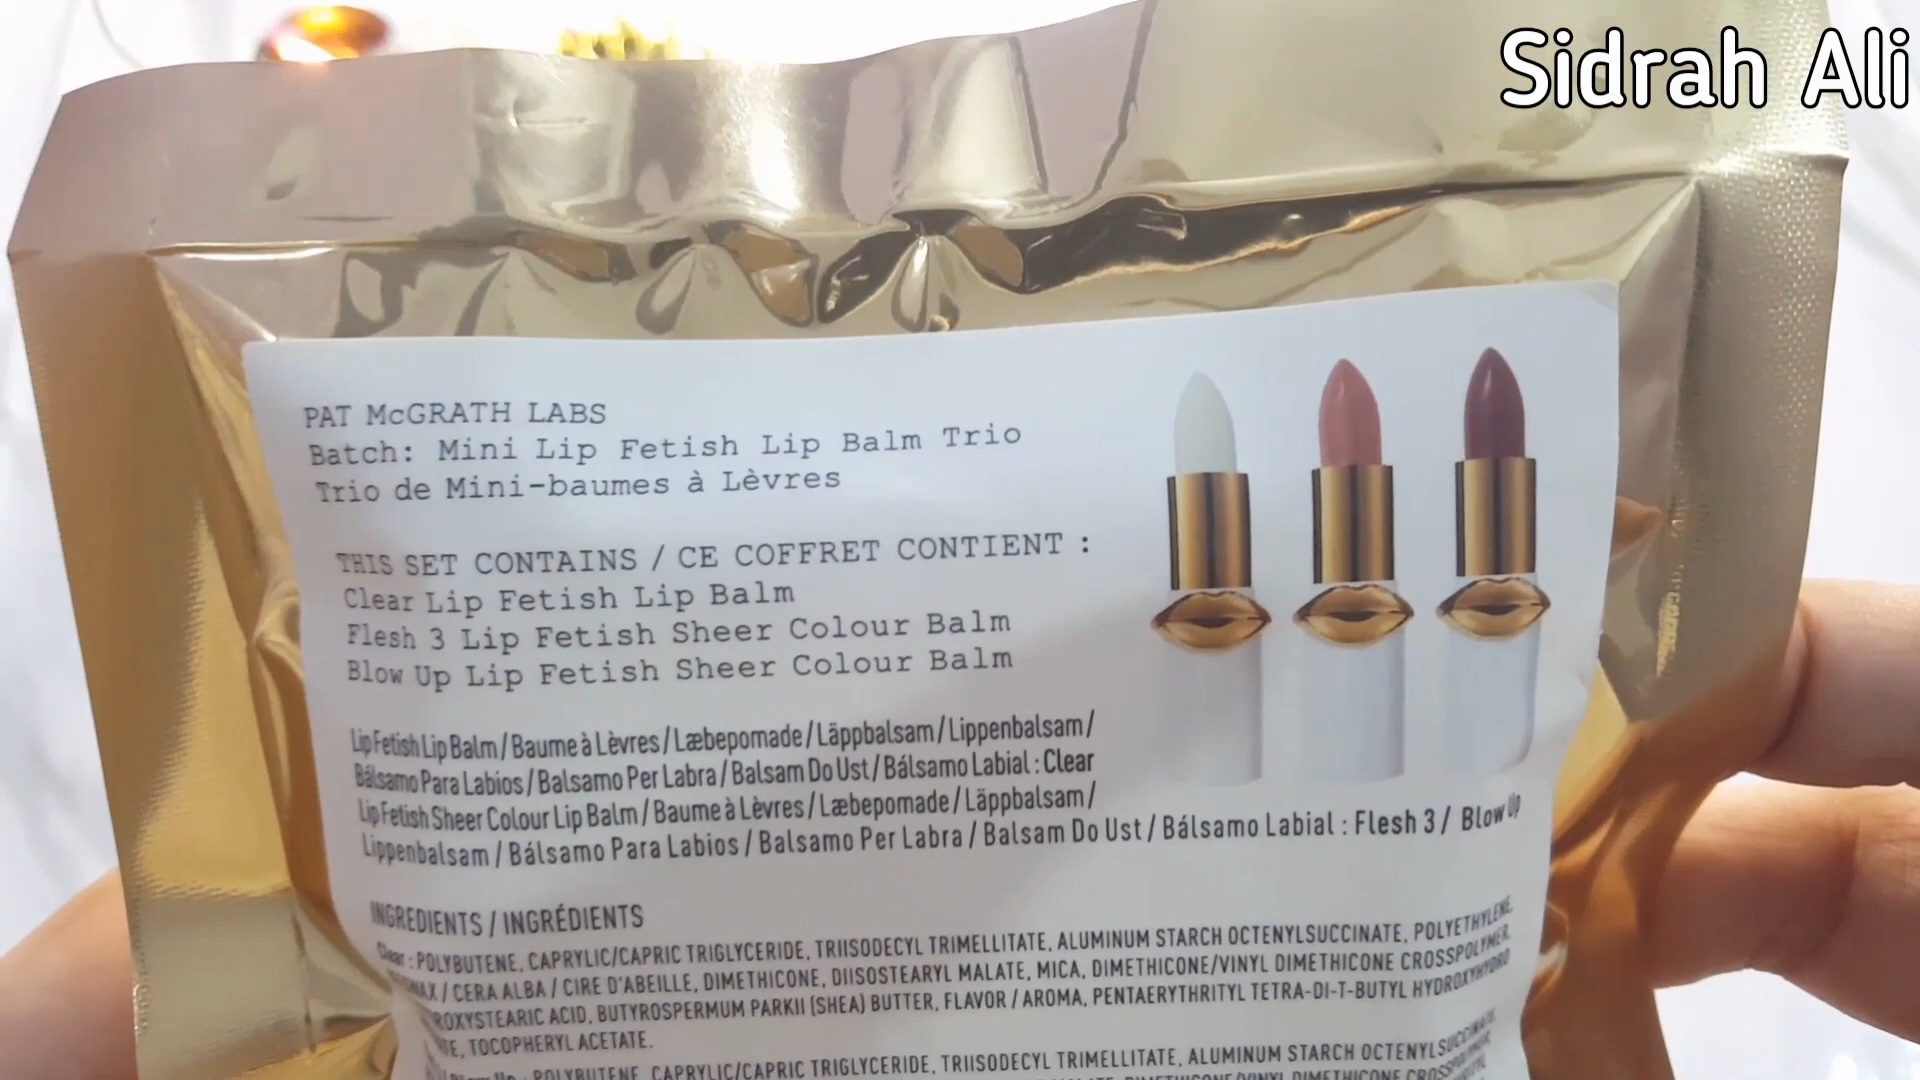 Sidrah Ali
PAT McGRATH LABS
Batch: Mini Lip Fetish Lip Balm Trio
Trio de Mini-baumes à Lèvres
THIS SET CONTAINS / CE COFFRET CONTIENT :
Clear Lip Fetish Lip Balm
Flesh 3 Lip Fetish Sheer Colour Balm
Blow Up Lip Fetish Sheer Colour Balm
Lip Fetish Lip Balm / Baume à Lèvres / Læbepomade / Läppbalsam / Lippenbalsam /
Bálsamo Para Labios / Balsamo Per Labra / Balsam Do Ust / Bálsamo Labial : Clear
Lip Fetish Sheer Colour Lip Balm / Baume à Lèvres / Læbepomade / Läppbalsam /
Lippenbalsam / Bálsamo Para Labios / Balsamo Per Labra / Balsam Do Ust / Bálsamo Labial : Flesh 3 / Blow Up
INGREDIENTS / INGRÉDIENTS
Clear : POLYBUTENE, CAPRYLIC/CAPRIC TRIGLYCERIDE, TRIISODECYL TRIMELLITATE, ALUMINUM STARCH OCTENYLSUCCINATE, POLYETHYLENE,
/ CERA ALBA / CIRE D'ABEILLE, DIMETHICONE, DIISOSTEARYL MALATE, MICA, DIMETHICONE/VINYL DIMETHICONE CROSSPOLYMER,
ACID, BUTYROSPERMUM PARKII (SHEA) BUTTER, FLAVOR / AROMA, PENTAERYTHRITYL TETRA-DI-T-BUTYL HYDROXYHYDRO
TOCOPHERYL ACETATE.
POLYBUTENE, CAPRYLIC/CAPRIC TRIGLYCERIDE, TRIISODECYL TRIMELLITATE, ALUMINUM STARCH OCTENYLSUCCINATE,